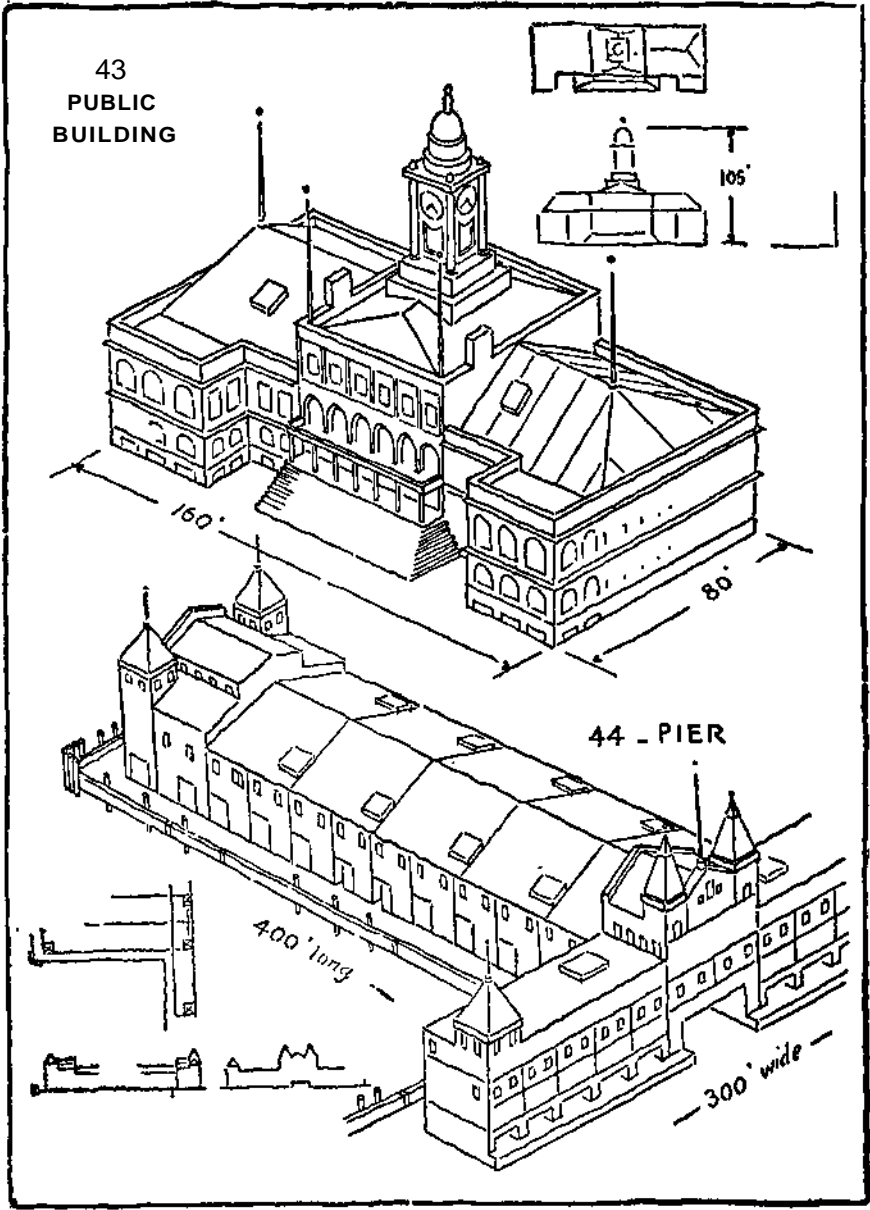 43
PUBLIC
BUILDING
105'
160'
80'
44 - PIER
400' long
300' wide